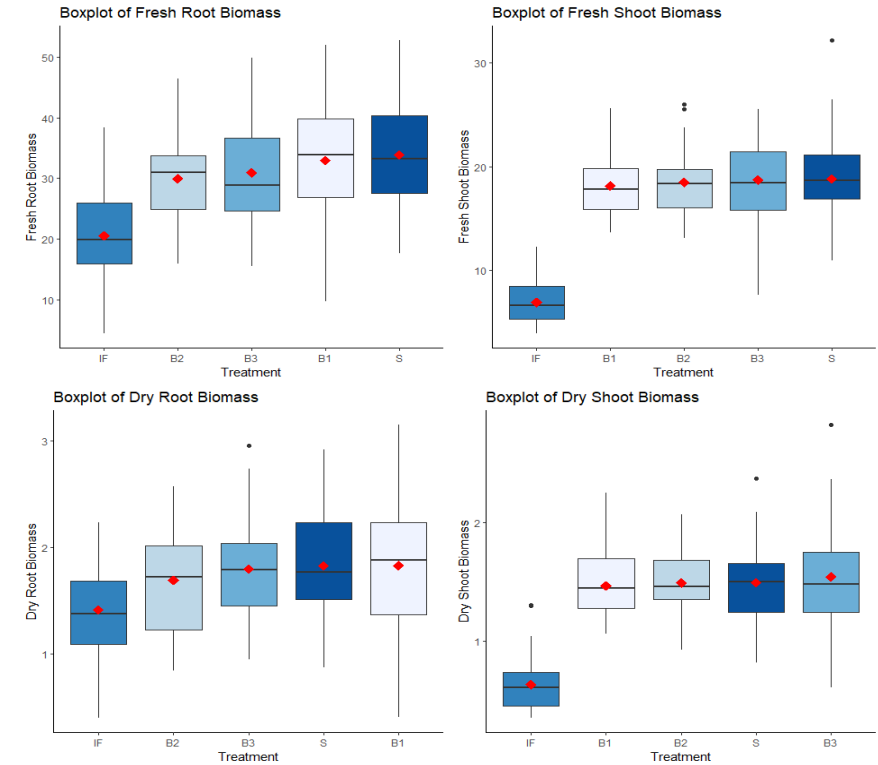 Boxplot of Fresh Root Biomass
Fresh Root Biomass
50
40
30
20
10
IF B2 B3 B1 S
Treatment
Boxplot of Fresh Shoot Biomass
Fresh Shoot Biomass
30
20
10
IF B1 B2 B3 S
Treatment
Boxplot of Dry Root Biomass
Dry Root Biomass
3
2
1
IF B2 B3 S B1
Treatment
Boxplot of Dry Shoot Biomass
Dry Shoot Biomass
2
1
IF B1 B2 S B3
Treatment